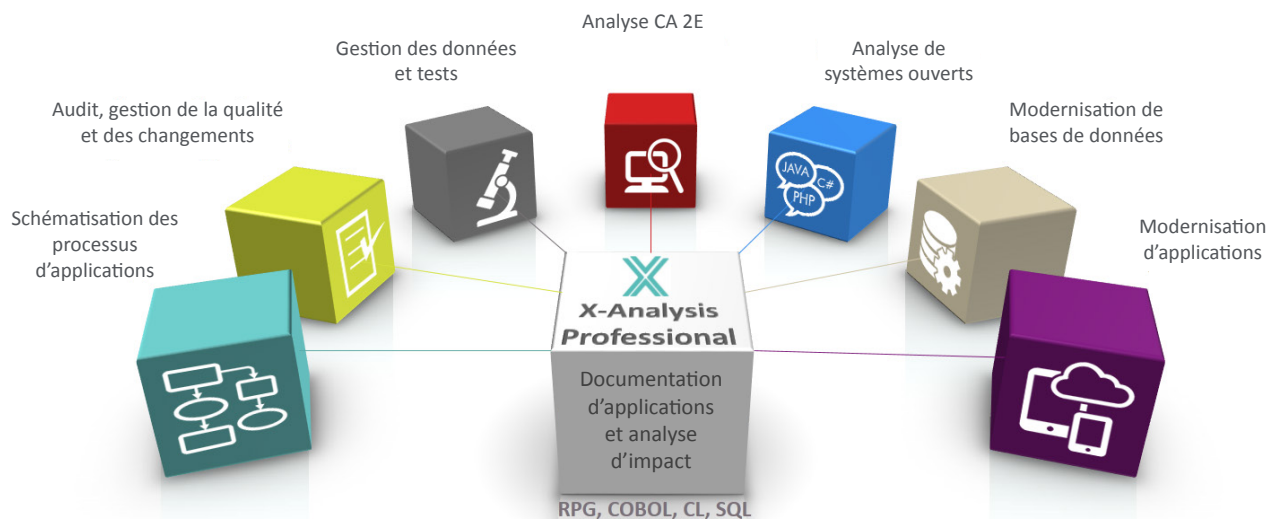 Analyse CA 2E
Gestion des données
et tests
Analyse de
systèmes ouverts
Audit, gestion de la qualité
et des changements
Modernisation de
bases de données
Schématisation des
processus
d’applications
Modernisation
d’applications
JAVA
C#
PHP
X-Analysis
Professional
Documentation
d’applications
et analyse
d’impact
RPG, COBOL, CL, SQL